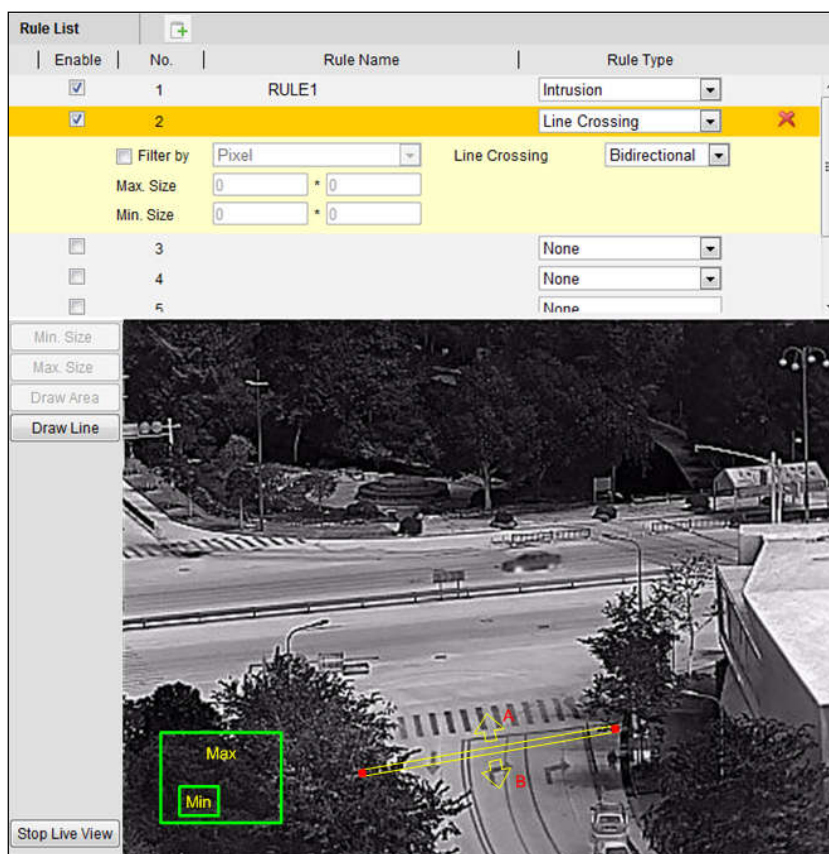 Rule List
Enable No. Rule Name Rule Type
1 RULE1 Intrusion
2 Line Crossing
Filter by Pixel Line Crossing Bidirectional
Max. Size 0 * 0
Min. Size 0 * 0
3 None
4 None
5 None
Min. Size
Max. Size
Draw Area
Draw Line
A
Max
B
Min
Stop Live View